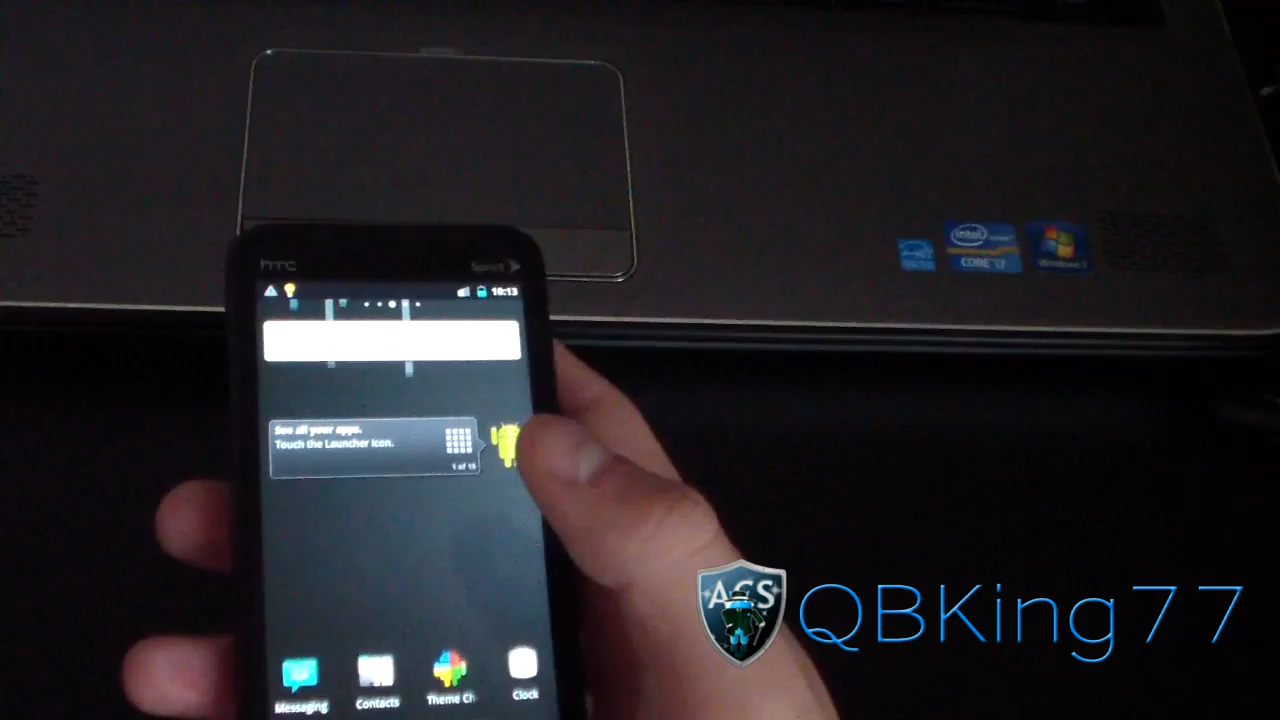 intel
CORE i7
Windows 7
hTC
Sprint
10:13
See all your apps.
Touch the Launcher icon.
1 of 15
Messaging
Contacts
Theme Ch
Clock
ACS
QBKing77